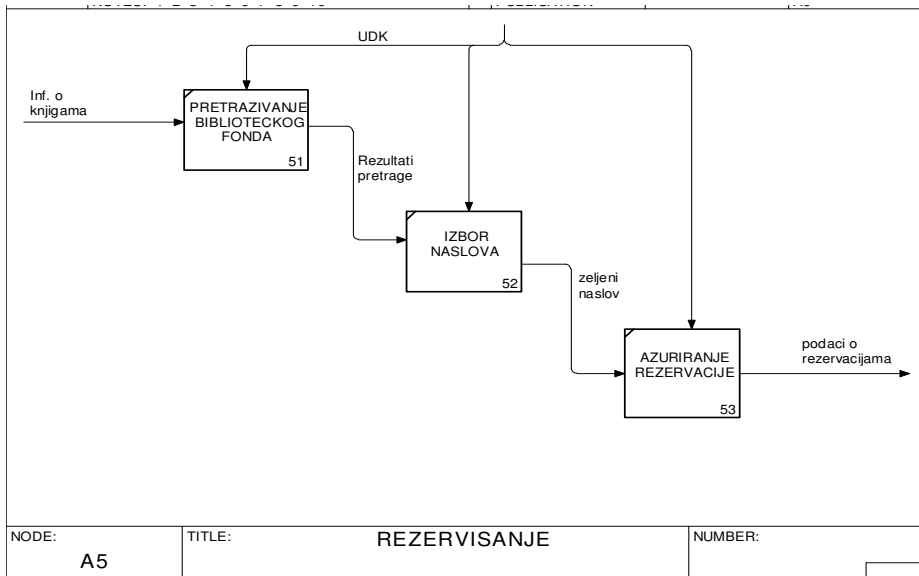 UDK
Inf. o
knjigama
PRETRAZIVANJE
BIBLIOTECKOG
FONDA
51
Rezultati
pretrage
IZBOR
NASLOVA
52
zeljeni
naslov
AZURIRANJE
REZERVACIJE
53
podaci o
rezervacijama
NODE:
A5
TITLE:
REZERVISANJE
NUMBER: